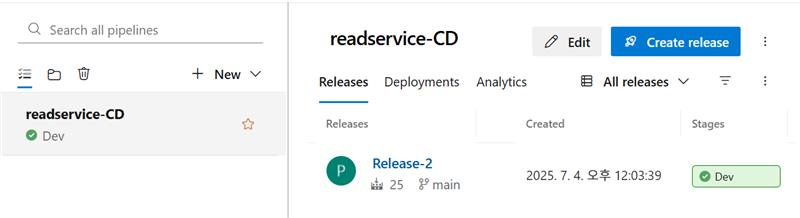 Search all pipelines
New
readservice-CD
Dev
readservice-CD
Edit
Create release
Releases Deployments Analytics
All releases
Releases Created Stages
P
Release-2
25 main
2025. 7. 4. 오후 12:03:39
Dev